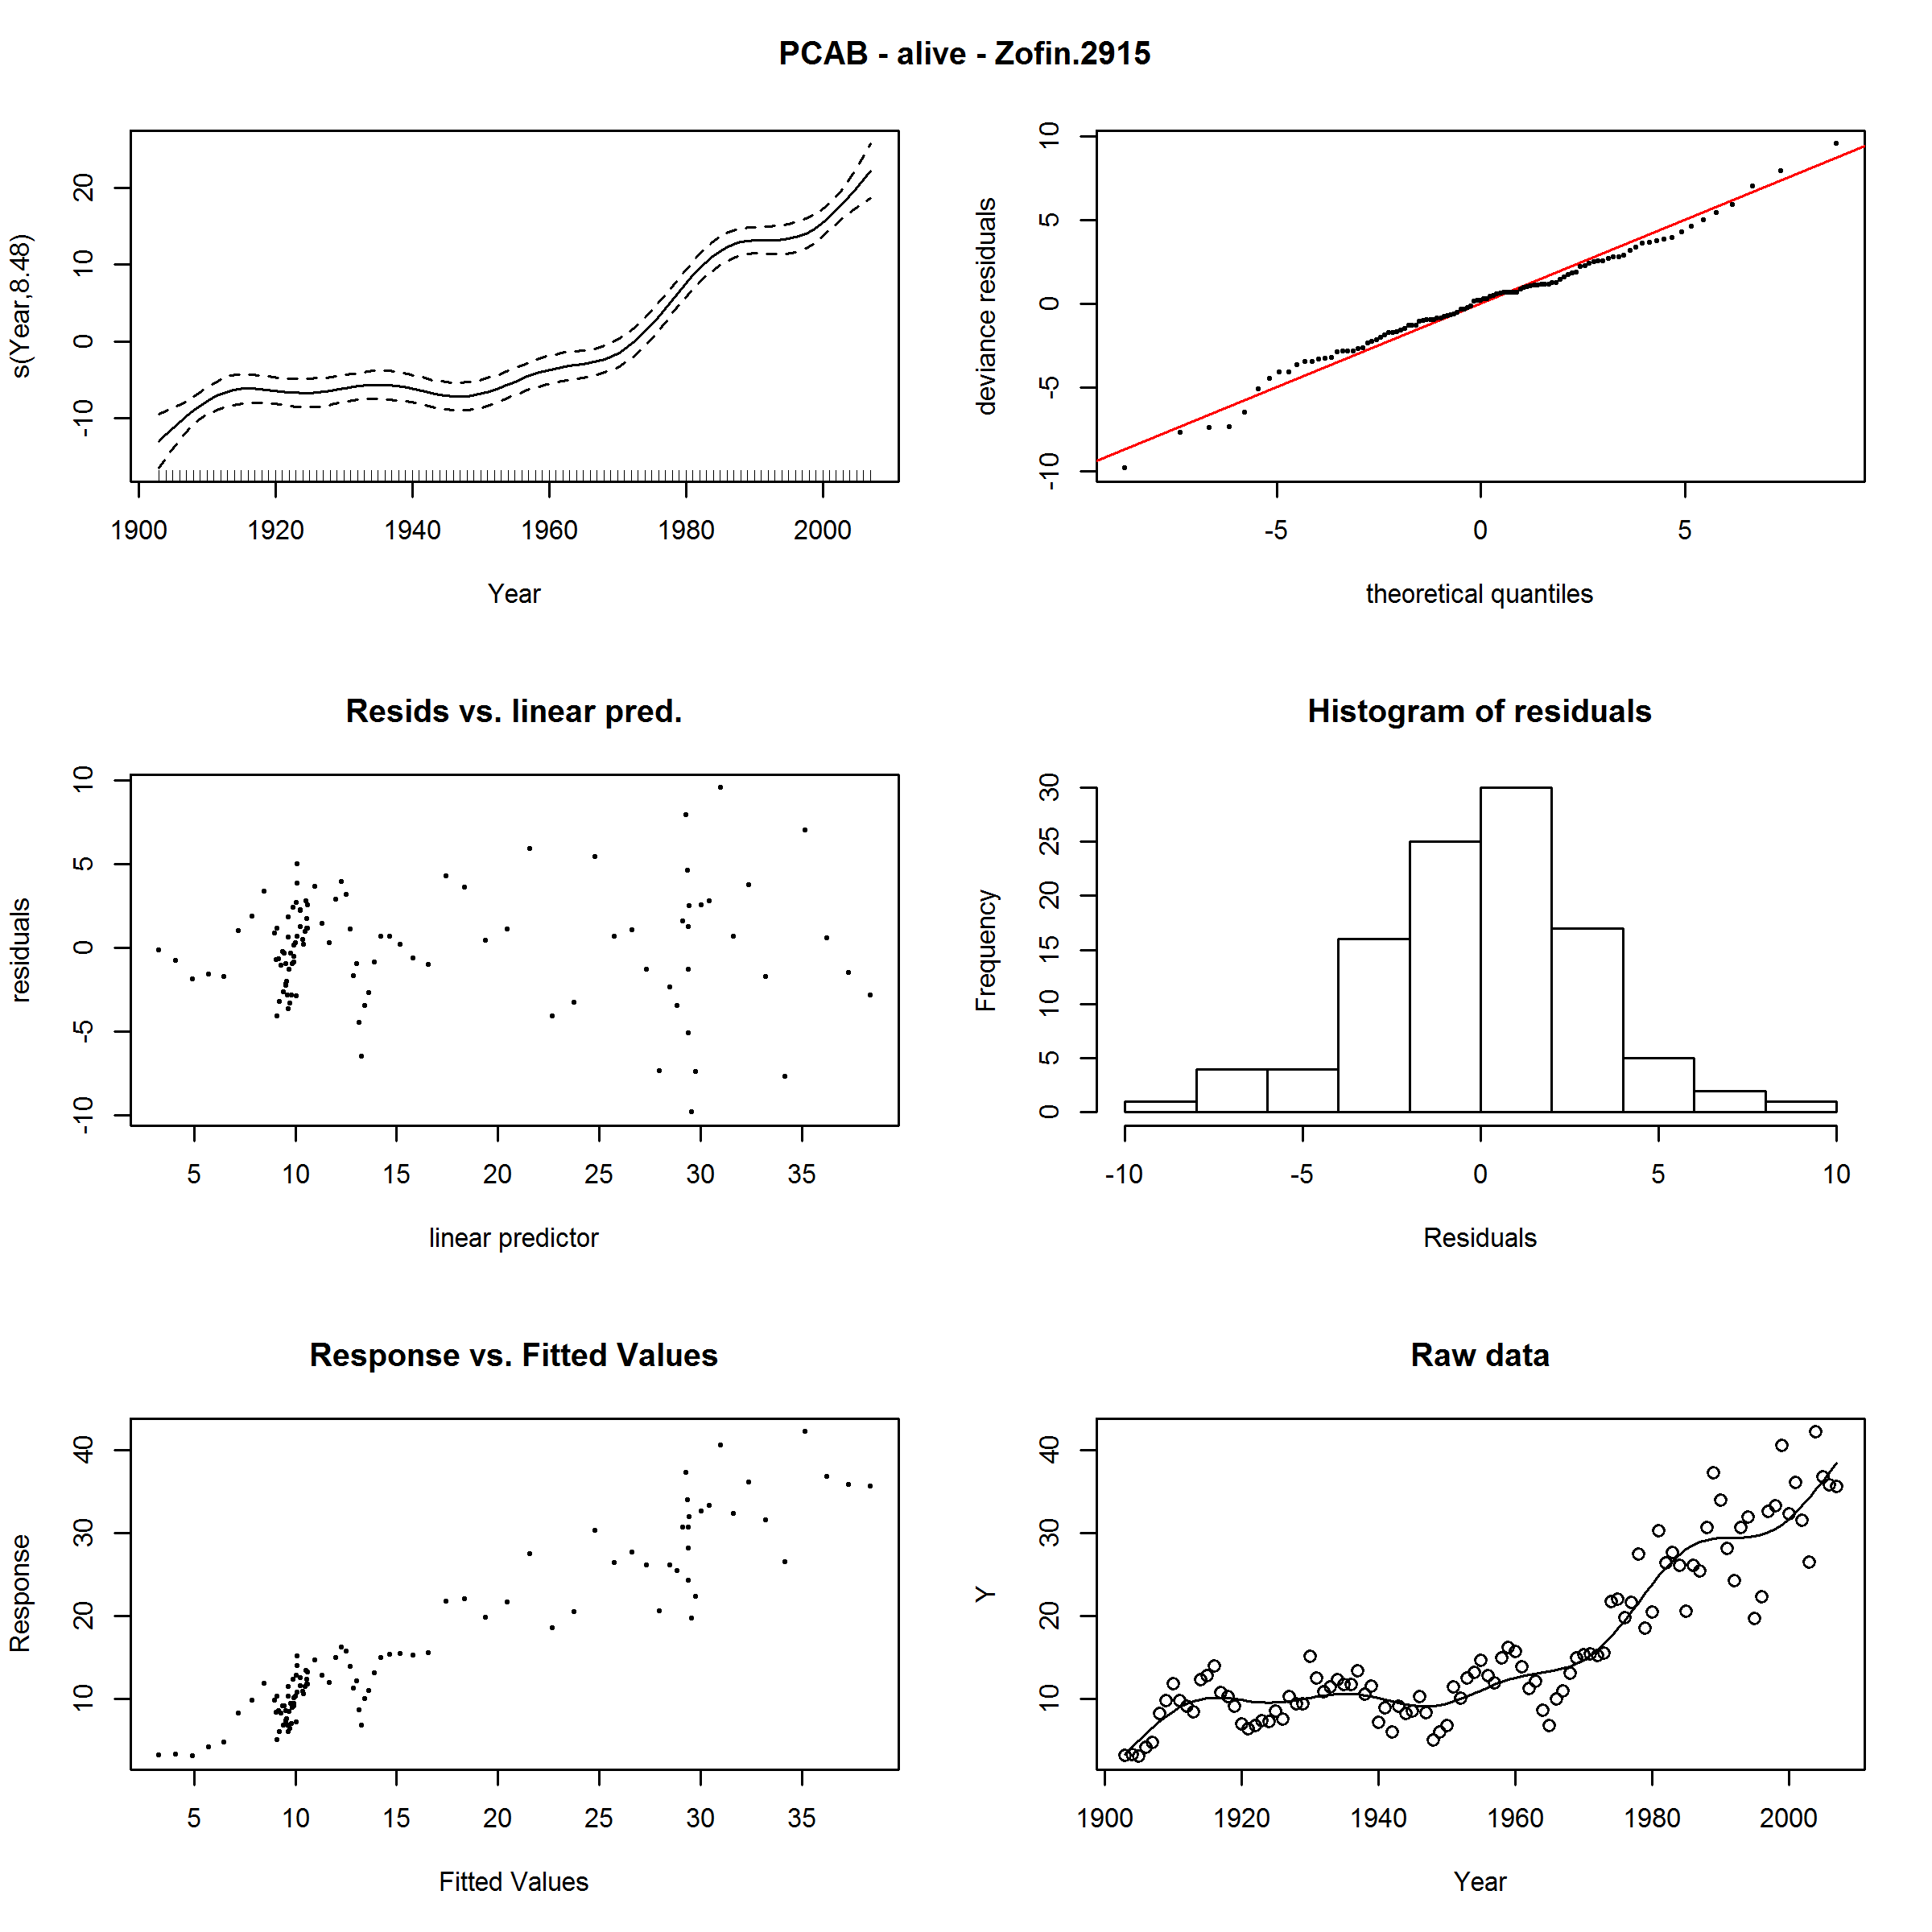 PCAB - alive - Zofin.2915
s(Year,8.48)
20
10
0
-10
1900 1920 1940 1960 1980 2000
Year
deviance residuals
10
5
0
-5
-10
-5 0 5
theoretical quantiles
Resids vs. linear pred.
residuals
10
5
0
-5
-10
5 10 15 20 25 30 35
linear predictor
Histogram of residuals
Frequency
30
25
20
15
10
5
0
-10 -5 0 5 10
Residuals
Response vs. Fitted Values
Response
40
30
20
10
5 10 15 20 25 30 35
Fitted Values
Raw data
Y
40
30
20
10
1900 1920 1940 1960 1980 2000
Year